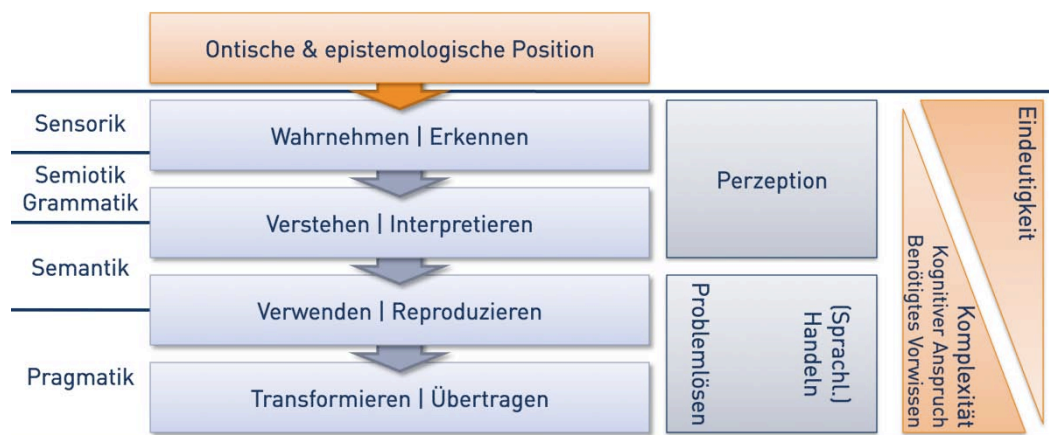 Ontische & epistemologische Position
Sensorik
Wahrnehmen | Erkennen
Semiotik
Grammatik
Verstehen | Interpretieren
Semantik
Verwenden | Reproduzieren
Pragmatik
Transformieren | Übertragen
Perzeption
Problemlösen
(Sprachl.)
Handeln
Eindeutigkeit
Komplexität
Kognitiver Anspruch
Benötigtes Vorwissen